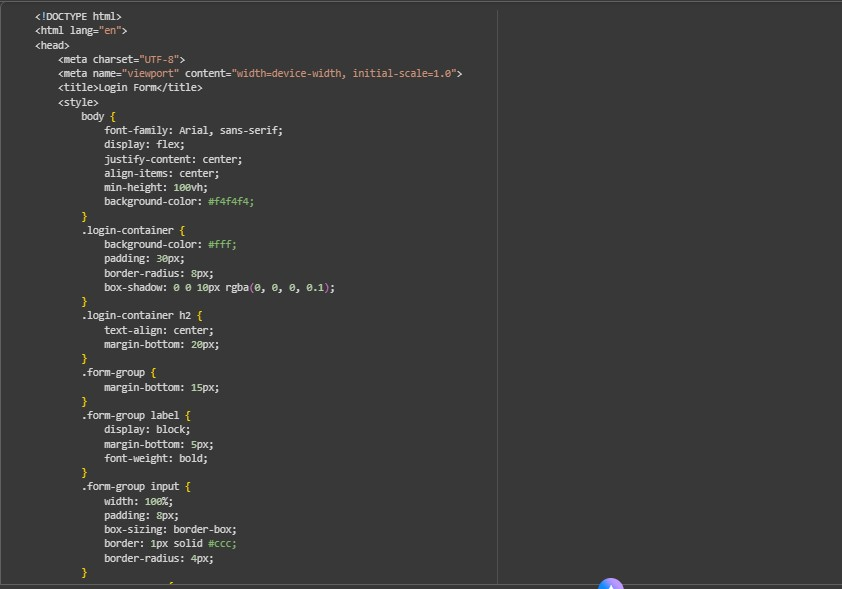 <!DOCTYPE html>
<html lang="en">
<head>
    <meta charset="UTF-8">
    <meta name="viewport" content="width=device-width, initial-scale=1.0">
    <title>Login Form</title>
    <style>
        body {
            font-family: Arial, sans-serif;
            display: flex;
            justify-content: center;
            align-items: center;
            min-height: 100vh;
            background-color: #f4f4f4;
        }
        .login-container {
            background-color: #fff;
            padding: 30px;
            border-radius: 8px;
            box-shadow: 0 0 10px rgba(0, 0, 0, 0.1);
        }
        .login-container h2 {
            text-align: center;
            margin-bottom: 20px;
        }
        .form-group {
            margin-bottom: 15px;
        }
        .form-group label {
            display: block;
            margin-bottom: 5px;
            font-weight: bold;
        }
        .form-group input {
            width: 100%;
            padding: 8px;
            box-sizing: border-box;
            border: 1px solid #ccc;
            border-radius: 4px;
        }